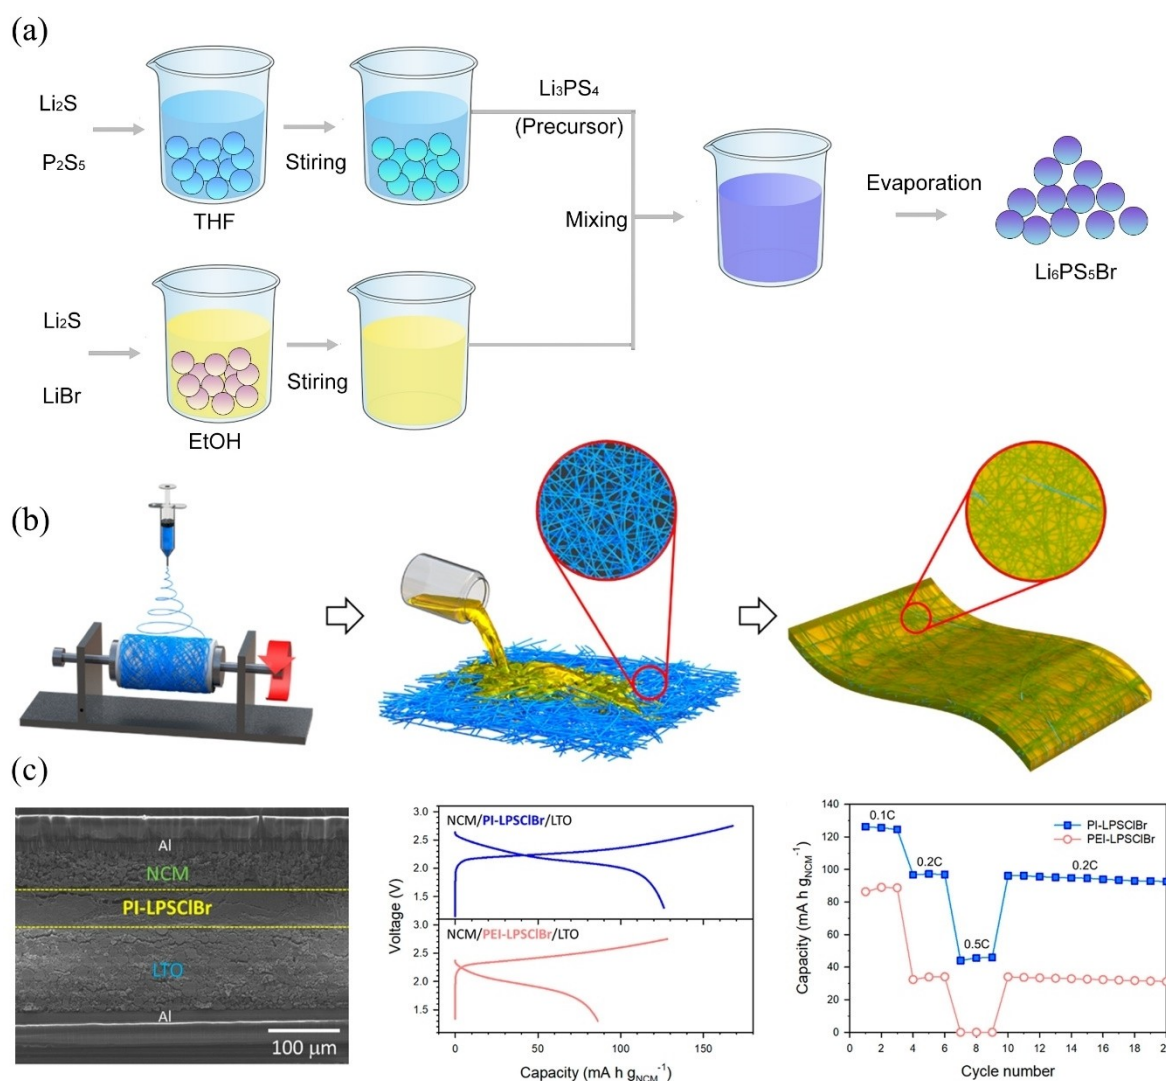 (a)
Li₂S
P₂S₅
THF
Stiring
Li₃PS₄
(Precursor)
Mixing
Evaporation
Li₆PS₅Br
Li₂S
LiBr
EtOH
Stiring
(b)
(c)
Al
NCM
PI-LPSClBr
LTO
Al
100 μm
NCM/PI-LPSClBr/LTO
NCM/PEI-LPSClBr/LTO
Voltage (V)
3.0
2.5
2.0
1.5
3.0
2.5
2.0
1.5
0 50 100 150
Capacity (mA h gNCM⁻¹)
Capacity (mA h gNCM⁻¹)
140
120
100
80
60
40
20
0
0.1C
0.2C
0.5C
0.2C
PI-LPSClBr
PEI-LPSClBr
0 2 4 6 8 10 12 14 16 18 20
Cycle number